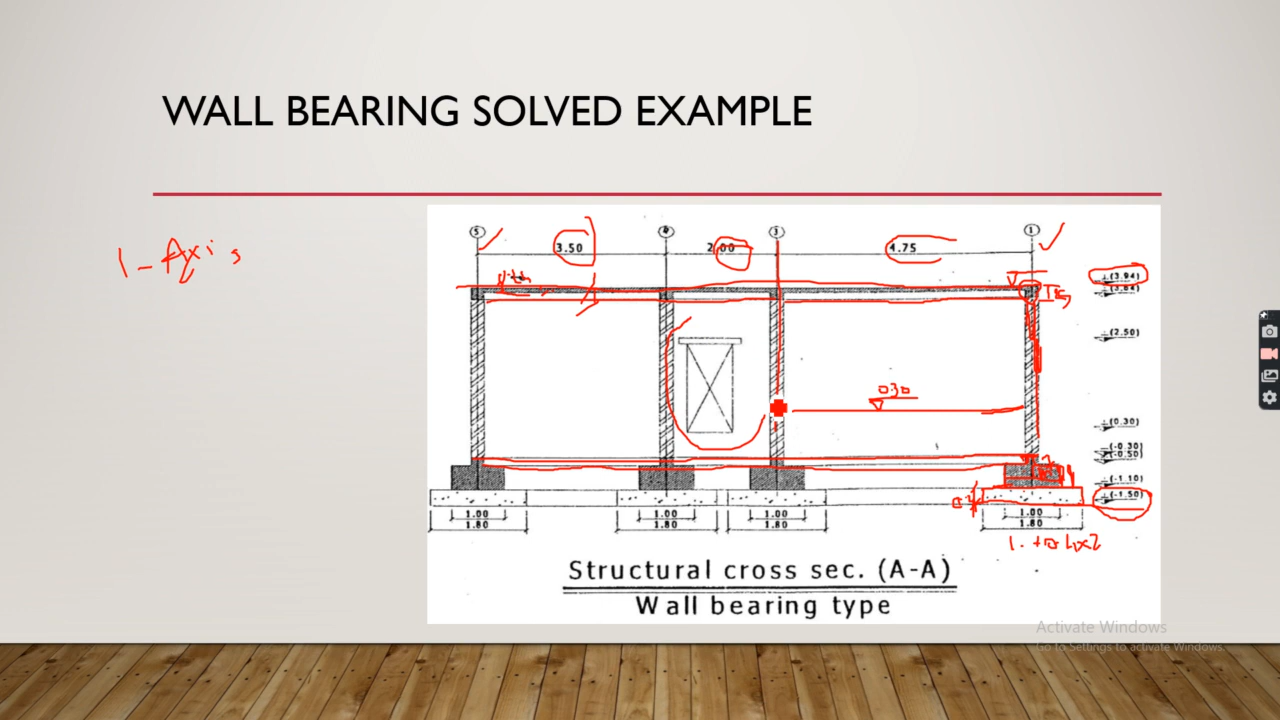 WALL BEARING SOLVED EXAMPLE
1- Axis
5 4 3 1
3.50 2.00 4.75
(3.94)
(3.64)
(2.50)
0.30
(0.30)
(-0.30)
(-0.50)
(-1.10)
(-1.50)
1.00 1.00 1.00 1.00
1.80 1.80 1.80 1.80
Structural cross sec. (A-A)
Wall bearing type
Activate Windows
Go to Settings to activate Windows.